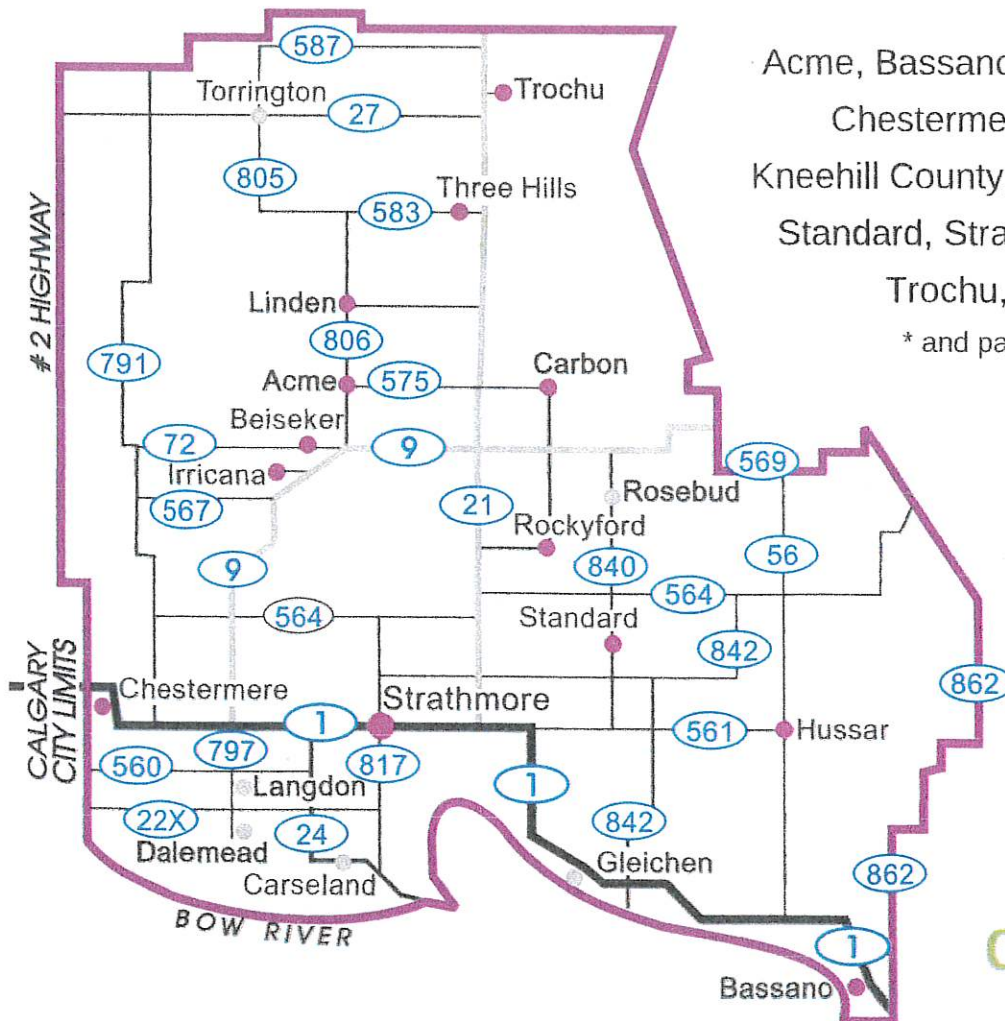 587
Acme, Bassano
Torrington
Trochu
27
Chesterme
805
Three Hills
Kneehill County
583
Standard, Stra
# 2 HIGHWAY
Linden
Trochu,
806
* and pa
791
Acme
575
Carbon
Beiseker
72
9
569
Irricana
Rosebud
567
21
Rockyford
56
9
840
564
564
Standard
842
CALGARY
CITY LIMITS
Chestermere
Strathmore
862
1
561
Hussar
797
817
560
Langdon
1
22X
24
842
Dalemead
Gleichen
Carseland
862
BOW RIVER
1
Bassano